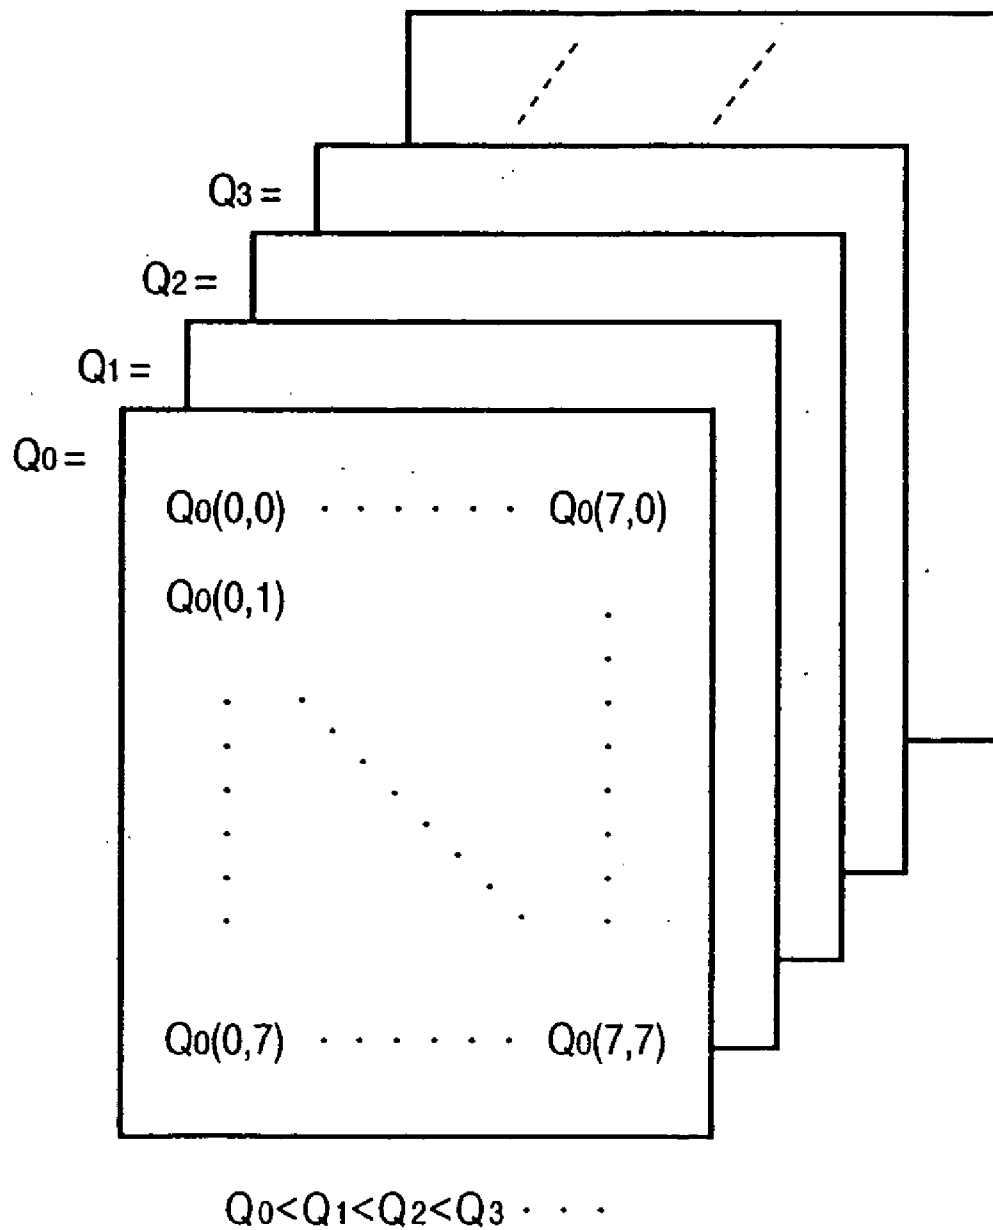 Q3=
Q2=
Q1=
Q0=
Q0(0,0) · · · · · · Q0(7,0)
Q0(0,1)
Q0(0,7) · · · · · · Q0(7,7)
Q0<Q1<Q2<Q3 · · ·